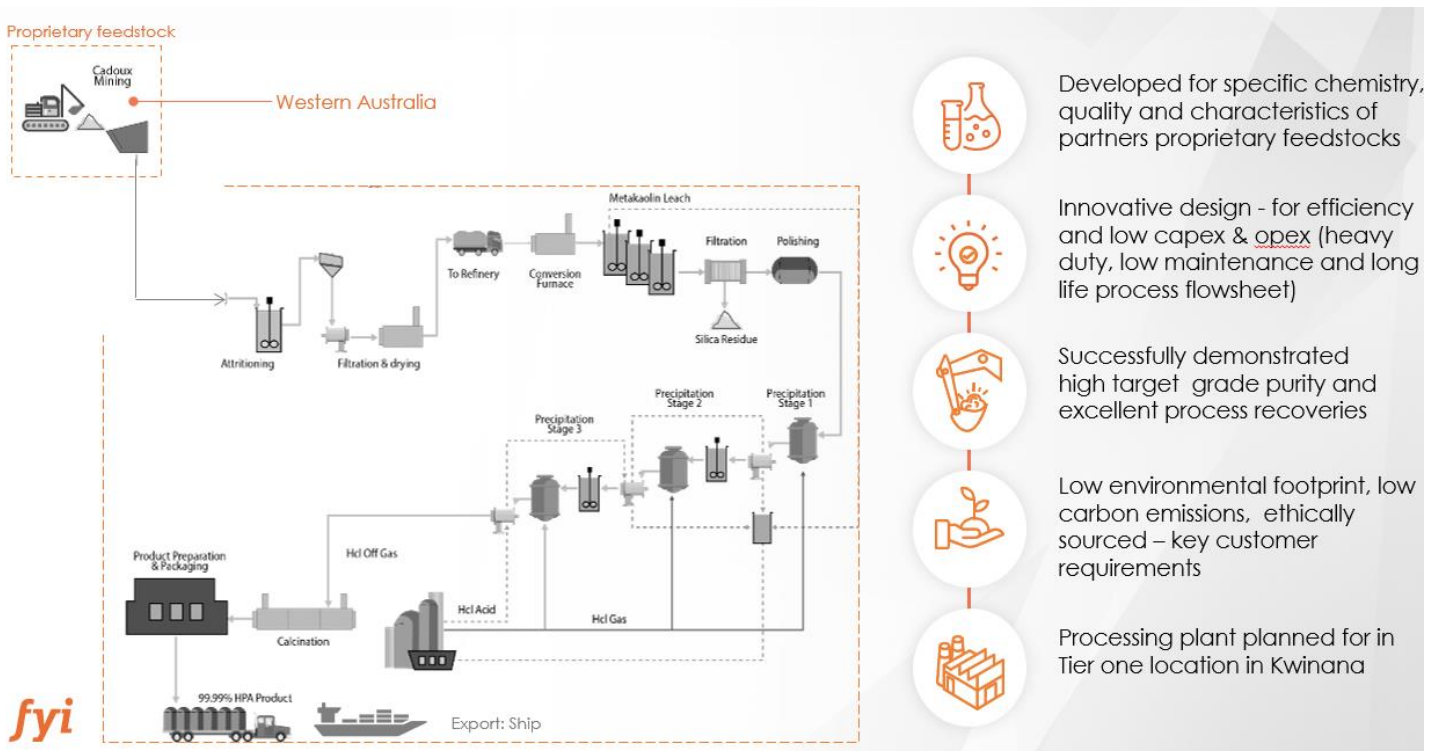 Proprietary feedstock
Cadoux
Mining
Western Australia
Metakaolin Leach
Filtration
Polishing
To Refinery
Conversion
Furnace
Silica Residue
Attritioning
Filtration & drying
Precipitation
Stage 1
Precipitation
Stage 2
Precipitation
Stage 3
Hcl Off Gas
Product Preparation
& Packaging
Hcl Acid
Hcl Gas
Calcination
99.99% HPA Product
Export: Ship
fyi
Developed for specific chemistry,
quality and characteristics of
partners proprietary feedstocks
Innovative design - for efficiency
and low capex & opex (heavy
duty, low maintenance and long
life process flowsheet)
Successfully demonstrated
high target  grade purity and
excellent process recoveries
Low environmental footprint, low
carbon emissions,  ethically
sourced – key customer
requirements
Processing plant planned for in
Tier one location in Kwinana